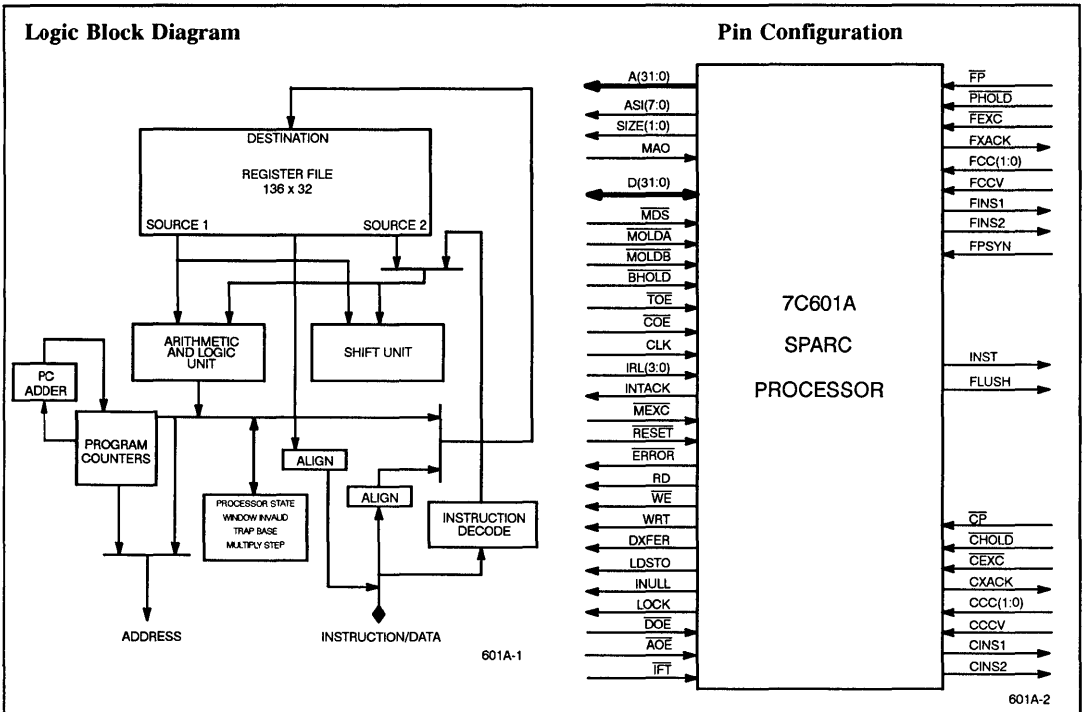 Logic Block Diagram
DESTINATION
REGISTER FILE
136 x 32
SOURCE 1
SOURCE 2
ARITHMETIC
AND LOGIC
UNIT
SHIFT UNIT
PC
ADDER
PROGRAM
COUNTERS
ALIGN
ALIGN
PROCESSOR STATE
WINDOW INVALID
TRAP BASE
MULTIPLY STEP
INSTRUCTION
DECODE
ADDRESS
INSTRUCTION/DATA
601A-1
Pin Configuration
A(31:0)
ASI(7:0)
SIZE(1:0)
MAO
D(31:0)
MDS
MOLDA
MOLDB
BHOLD
TOE
COE
CLK
IRL(3:0)
INTACK
MEXC
RESET
ERROR
RD
WE
WRT
DXFER
LDSTO
INULL
LOCK
DOE
AOE
IFT
7C601A
SPARC
PROCESSOR
FP
PHOLD
FEXC
FXACK
FCC(1:0)
FCCV
FINS1
FINS2
FPSYN
INST
FLUSH
CP
CHOLD
CEXC
CXACK
CCC(1:0)
CCCV
CINS1
CINS2
601A-2